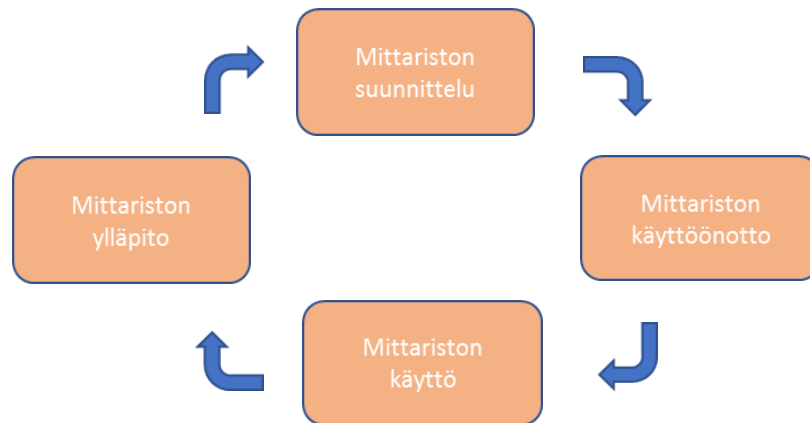 Mittariston
suunnittelu
Mittariston
käyttöönotto
Mittariston
käyttö
Mittariston
ylläpito